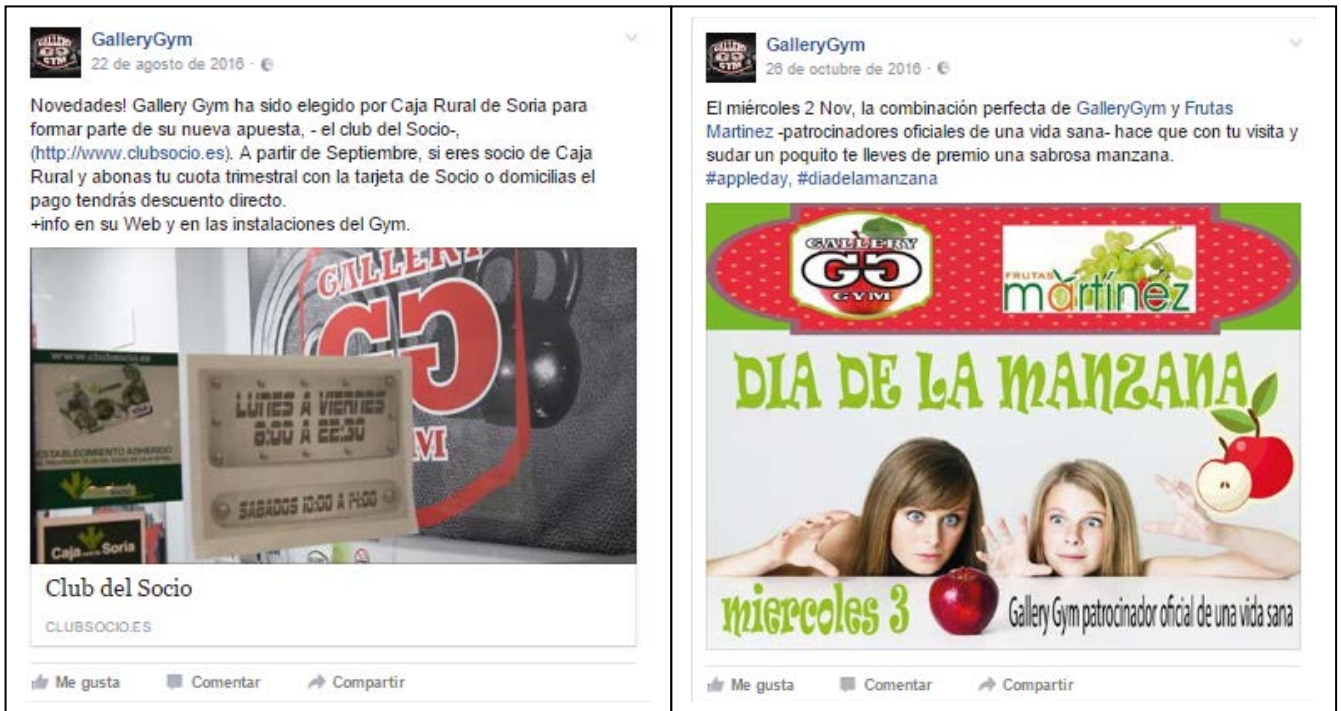 GalleryGym
22 de agosto de 2016 ·
Novedades! Gallery Gym ha sido elegido por Caja Rural de Soria para
formar parte de su nueva apuesta, - el club del Socio-,
(http://www.clubsocio.es). A partir de Septiembre, si eres socio de Caja
Rural y abonas tu cuota trimestral con la tarjeta de Socio o domicilias el
pago tendrás descuento directo.
+info en su Web y en las instalaciones del Gym.
GALLERY
GG
GYM
www.clubsocio.es
VISA
ESTABLECIMIENTO ADHERIDO
LUNES A VIERNES
8:00 A 22:30
SABADOS 10:00 A 14:00
Caja Soria
Club del Socio
CLUBSOCIO.ES
Me gusta Comentar Compartir
GalleryGym
26 de octubre de 2016 ·
El miércoles 2 Nov, la combinación perfecta de GalleryGym y Frutas
Martinez -patrocinadores oficiales de una vida sana- hace que con tu visita y
sudar un poquito te lleves de premio una sabrosa manzana.
#appleday, #diadelamanzana
GALLERY
GG
GYM
FRUTAS
martínez
DIA DE LA MANZANA
miercoles 3
Gallery Gym patrocinador oficial de una vida sana
Me gusta Comentar Compartir